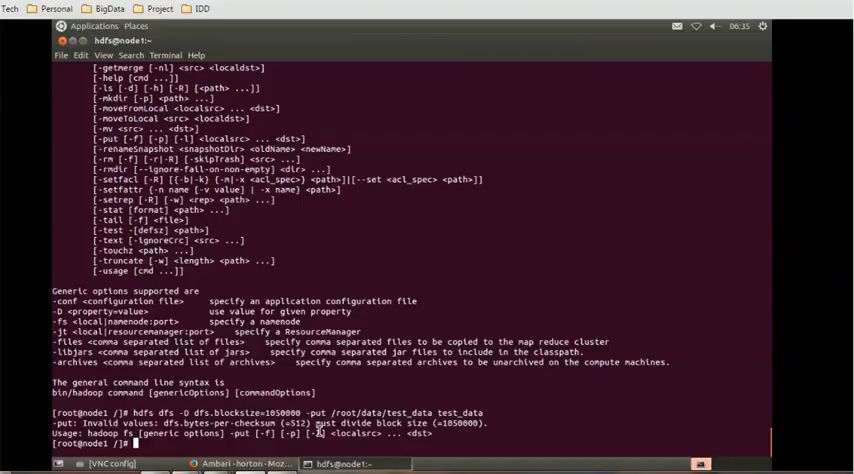 Tech Personal BigData Project IDD
Applications Places 06:35
hdfs@node1:~
File Edit View Search Terminal Help
[-getmerge [-nl] <src> <localdst>]
[-help [cmd ...]]
[-ls [-d] [-h] [-R] [<path> ...]]
[-mkdir [-p] <path> ...]
[-moveFromLocal <localsrc> ... <dst>]
[-moveToLocal <src> <localdst>]
[-mv <src> ... <dst>]
[-put [-f] [-p] [-l] <localsrc> ... <dst>]
[-renameSnapshot <snapshotDir> <oldName> <newName>]
[-rm [-f] [-r|-R] [-skipTrash] <src> ...]
[-rmdir [--ignore-fail-on-non-empty] <dir> ...]
[-setfacl [-R] [{-b|-k} {-m|-x <acl_spec>} <path>]|[--set <acl_spec> <path>]]
[-setfattr {-n name [-v value] | -x name} <path>]
[-setrep [-R] [-w] <rep> <path> ...]
[-stat [format] <path> ...]
[-tail [-f] <file>]
[-test -[defsz] <path>]
[-text [-ignoreCrc] <src> ...]
[-touchz <path> ...]
[-truncate [-w] <length> <path> ...]
[-usage [cmd ...]]
Generic options supported are
-conf <configuration file> specify an application configuration file
-D <property=value> use value for given property
-fs <local|namenode:port> specify a namenode
-jt <local|resourcemanager:port> specify a ResourceManager
-files <comma separated list of files> specify comma separated files to be copied to the map reduce cluster
-libjars <comma separated list of jars> specify comma separated jar files to include in the classpath.
-archives <comma separated list of archives> specify comma separated archives to be unarchived on the compute machines.
The general command line syntax is
bin/hadoop command [genericOptions] [commandOptions]
[root@node1 /]# hdfs dfs -D dfs.blocksize=1050000 -put /root/data/test_data test_data
-put: Invalid values: dfs.bytes-per-checksum (=512) must divide block size (=1050000).
Usage: hadoop fs [generic options] -put [-f] [-p] [-l] <localsrc> ... <dst>
[root@node1 /]#
[VNC config] Ambari - horton - Moz... hdfs@node1:~